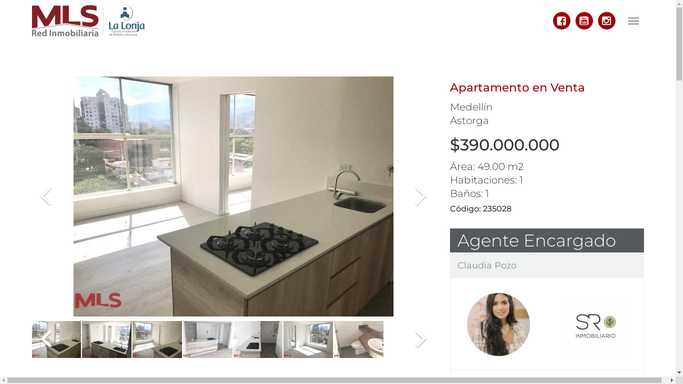 MLS
Red Inmobiliaria
La Lonja
Apartamento en Venta
Medellín
Astorga
$390.000.000
Área: 49.00 m2
Habitaciones: 1
Baños: 1
Código: 235028
Agente Encargado
Claudia Pozo
MLS
SR
INMOBILIARIO